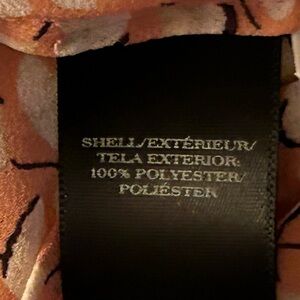 SHELL/EXTÉRIEUR/
TELA EXTERIOR:
100% POLYESTER/
POLIÉSTER